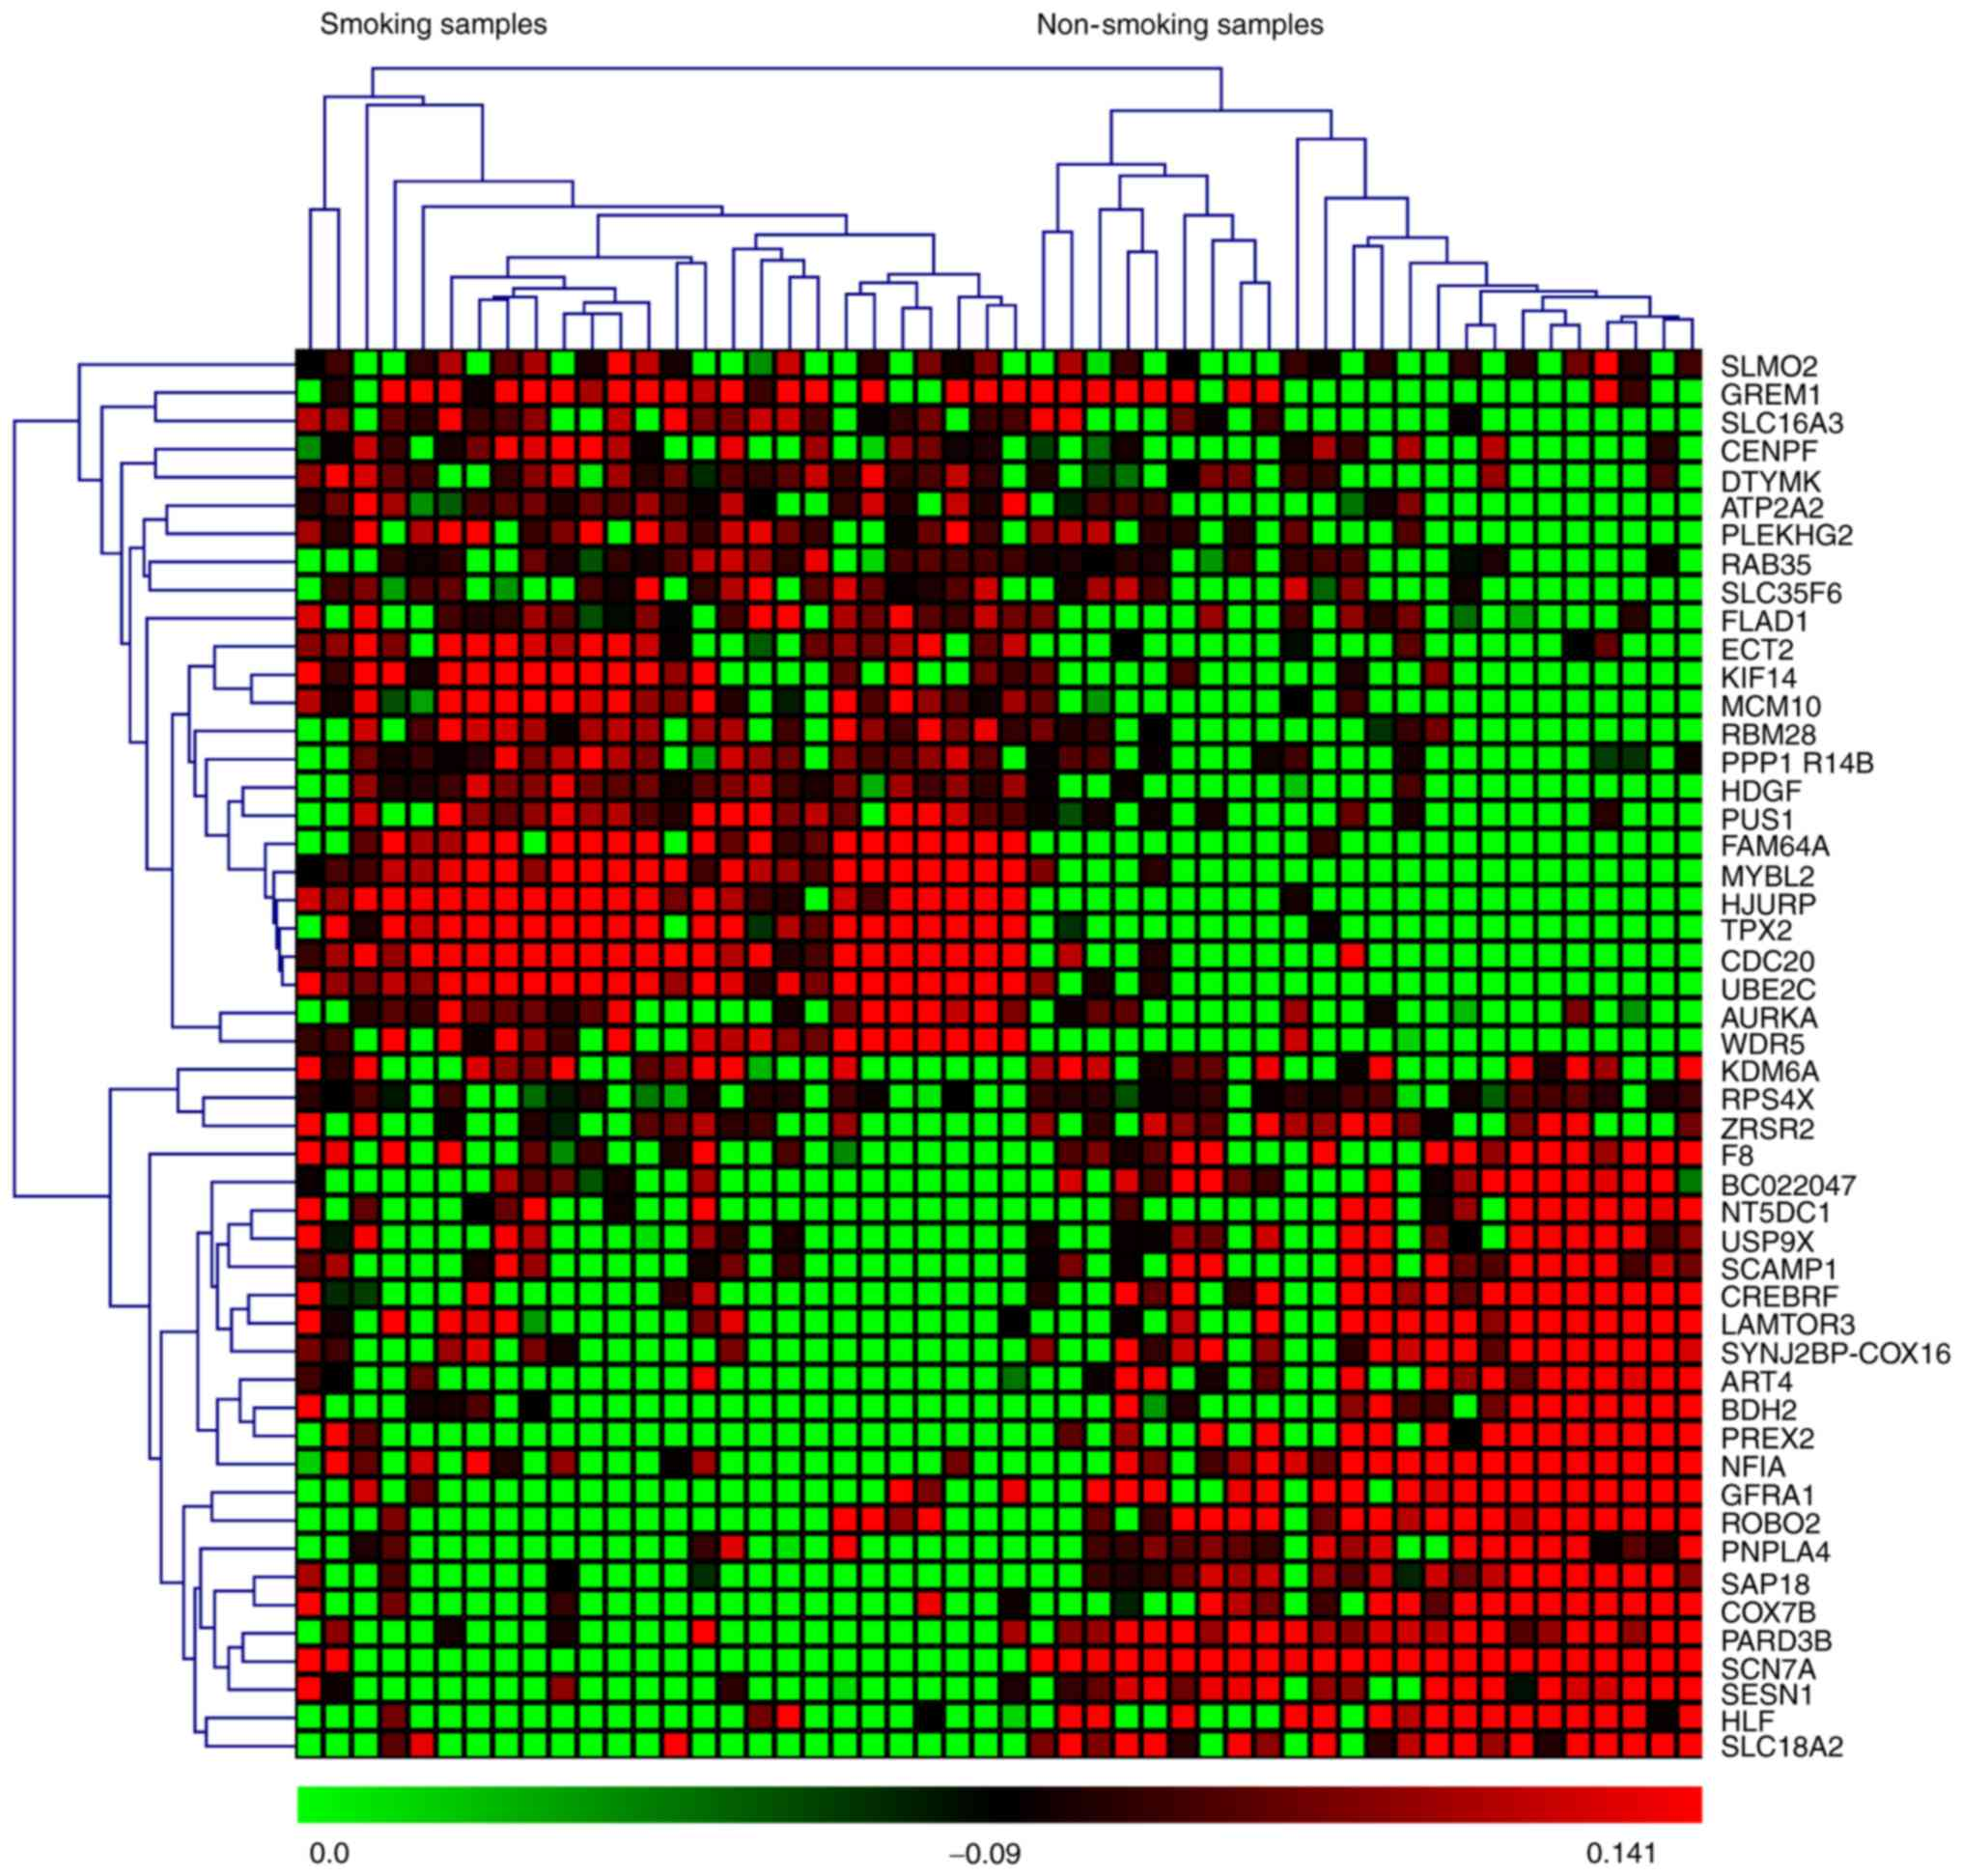 Smoking samples
Non-smoking samples
SLMO2
GREM1
SLC16A3
CENPF
DTYMK
ATP2A2
PLEKHG2
RAB35
SLC35F6
FLAD1
ECT2
KIF14
MCM10
RBM28
PPP1 R14B
HDGF
PUS1
FAM64A
MYBL2
HJURP
TPX2
CDC20
UBE2C
AURKA
WDR5
KDM6A
RPS4X
ZRSR2
F8
BC022047
NT5DC1
USP9X
SCAMP1
CREBRF
LAMTOR3
SYNJ2BP-COX16
ART4
BDH2
PREX2
NFIA
GFRA1
ROBO2
PNPLA4
SAP18
COX7B
PARD3B
SCN7A
SESN1
HLF
SLC18A2
0.0
−0.09
0.141